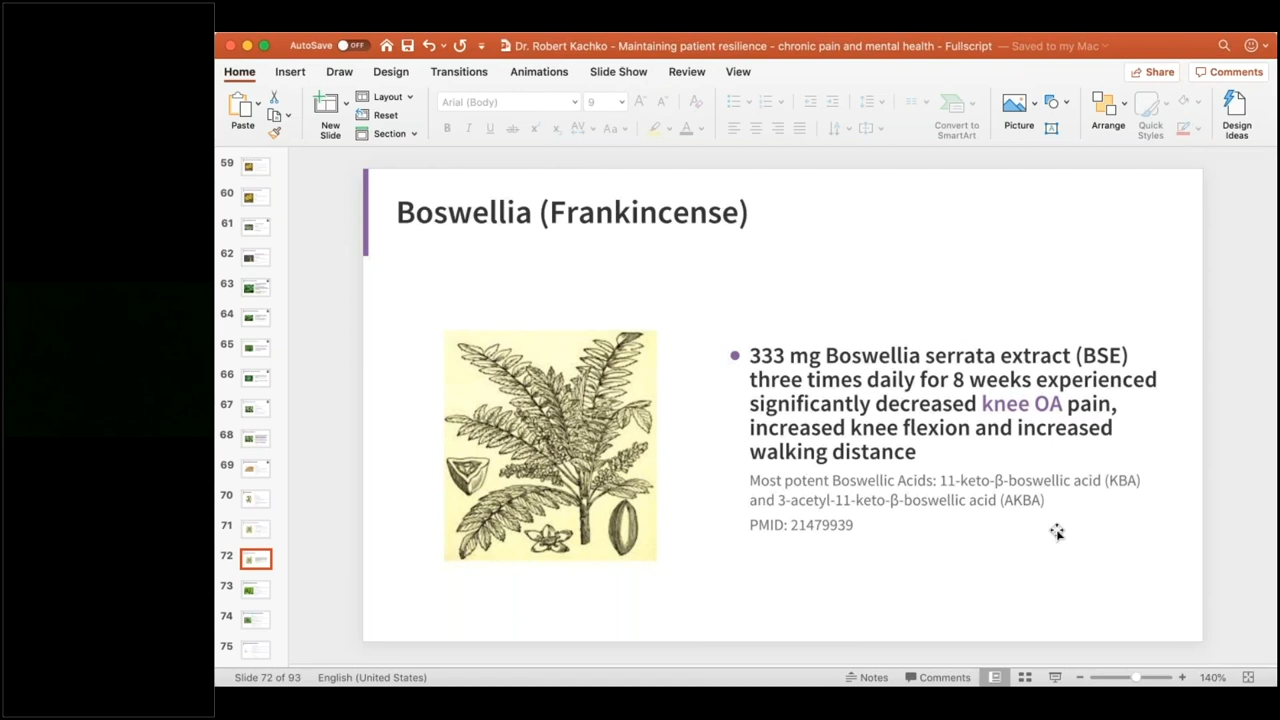 AutoSave OFF
Dr. Robert Kachko - Maintaining patient resilience - chronic pain and mental health - Fullscript — Saved to my Mac
Home Insert Draw Design Transitions Animations Slide Show Review View
Share Comments
Paste
New Slide
Layout
Reset
Section
Arial (Body) 9
Convert to SmartArt
Picture
Arrange
Quick Styles
Design Ideas
59
60
61
62
63
64
65
66
67
68
69
70
71
72
73
74
75
Boswellia (Frankincense)
333 mg Boswellia serrata extract (BSE)
three times daily for 8 weeks experienced
significantly decreased knee OA pain,
increased knee flexion and increased
walking distance
Most potent Boswellic Acids: 11-keto-β-boswellic acid (KBA)
and 3-acetyl-11-keto-β-boswellic acid (AKBA)
PMID: 21479939
Slide 72 of 93 English (United States) Notes Comments 140%